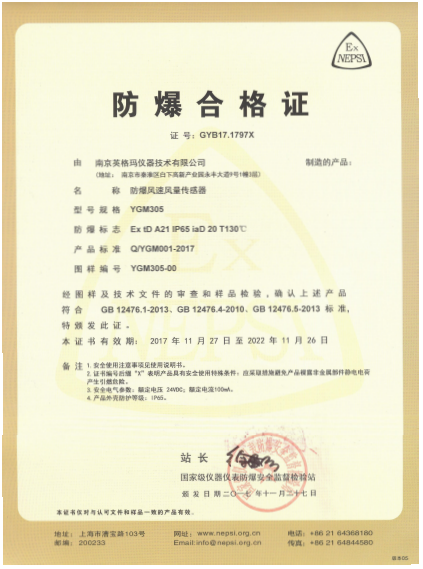 Ex
NEPSI
防爆合格证
证号：GYB17.1797X
由 南京英格玛仪器技术有限公司 制造的产品：
(地址： 南京市秦淮区白下高新产业园永丰大道9号1幢3层)
名称 防爆风速风量传感器
型号规格 YGM305
防爆标志 Ex tD A21 IP65 iaD 20 T130℃
产品标准 Q/YGM001-2017
图样编号 YGM305-00
经图样及技术文件的审查和样品检验，确认上述产品
符合 GB 12476.1-2013、GB 12476.4-2010、GB 12476.5-2013 标准，
特颁发此证。
本证书有效期： 2017 年 11 月 27 日至 2022 年 11 月 26 日
备注 1. 安全使用注意事项见使用说明书。
2. 证书编号后缀“X”表明产品具有安全使用特殊条件：应采取措施避免产品橱窗非金属部件静电电荷
产生引燃危险。
3. 安全电气参数：额定电压 24VDC; 额定电流100mA.
4. 产品外壳防护等级：IP65.
站长
国家级仪器仪表防爆安全监督检验站
颁发日期二〇一七年十一月二十七日
本证书仅对与认可文件和样品一致的产品有效。
地址： 上海市漕宝路103号 网址：www.nepsi.org.cn 电话：+86 21 64368180
邮编： 200233 Email: info@nepsi.org.cn 传真：+86 21 64844580
版本05